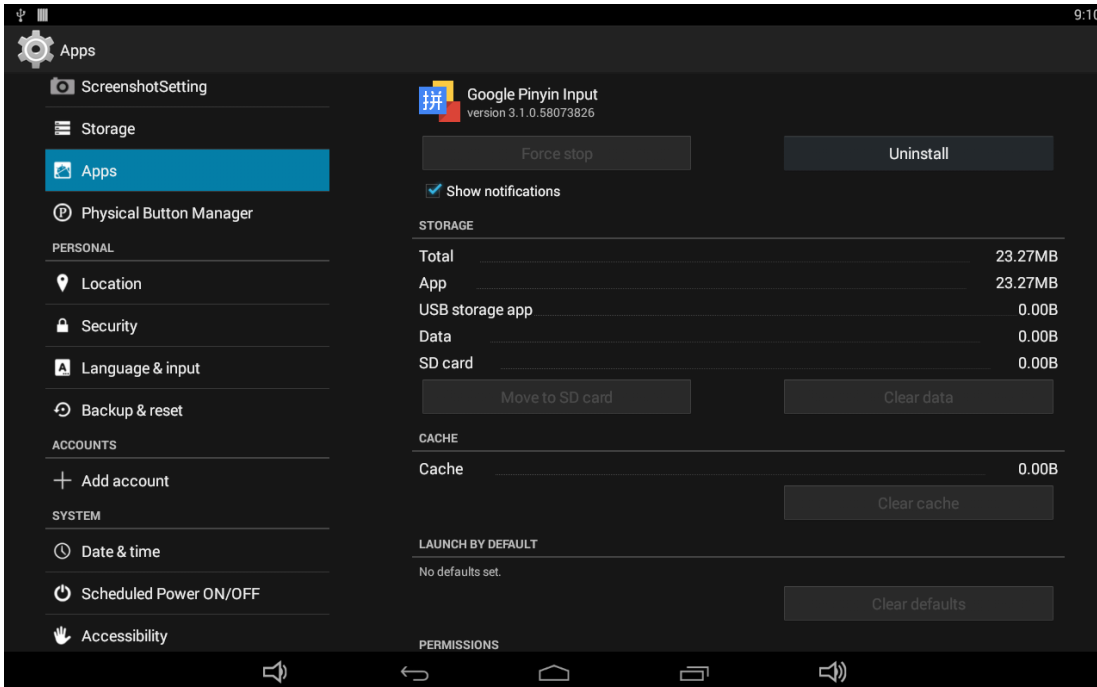 9:10
Apps
ScreenshotSetting
Storage
Apps
Physical Button Manager
PERSONAL
Location
Security
Language & input
Backup & reset
ACCOUNTS
Add account
SYSTEM
Date & time
Scheduled Power ON/OFF
Accessibility
拼
Google Pinyin Input
version 3.1.0.58073826
Force stop
Uninstall
Show notifications
STORAGE
Total 23.27MB
App 23.27MB
USB storage app 0.00B
Data 0.00B
SD card 0.00B
Move to SD card
Clear data
CACHE
Cache 0.00B
Clear cache
LAUNCH BY DEFAULT
No defaults set.
Clear defaults
PERMISSIONS